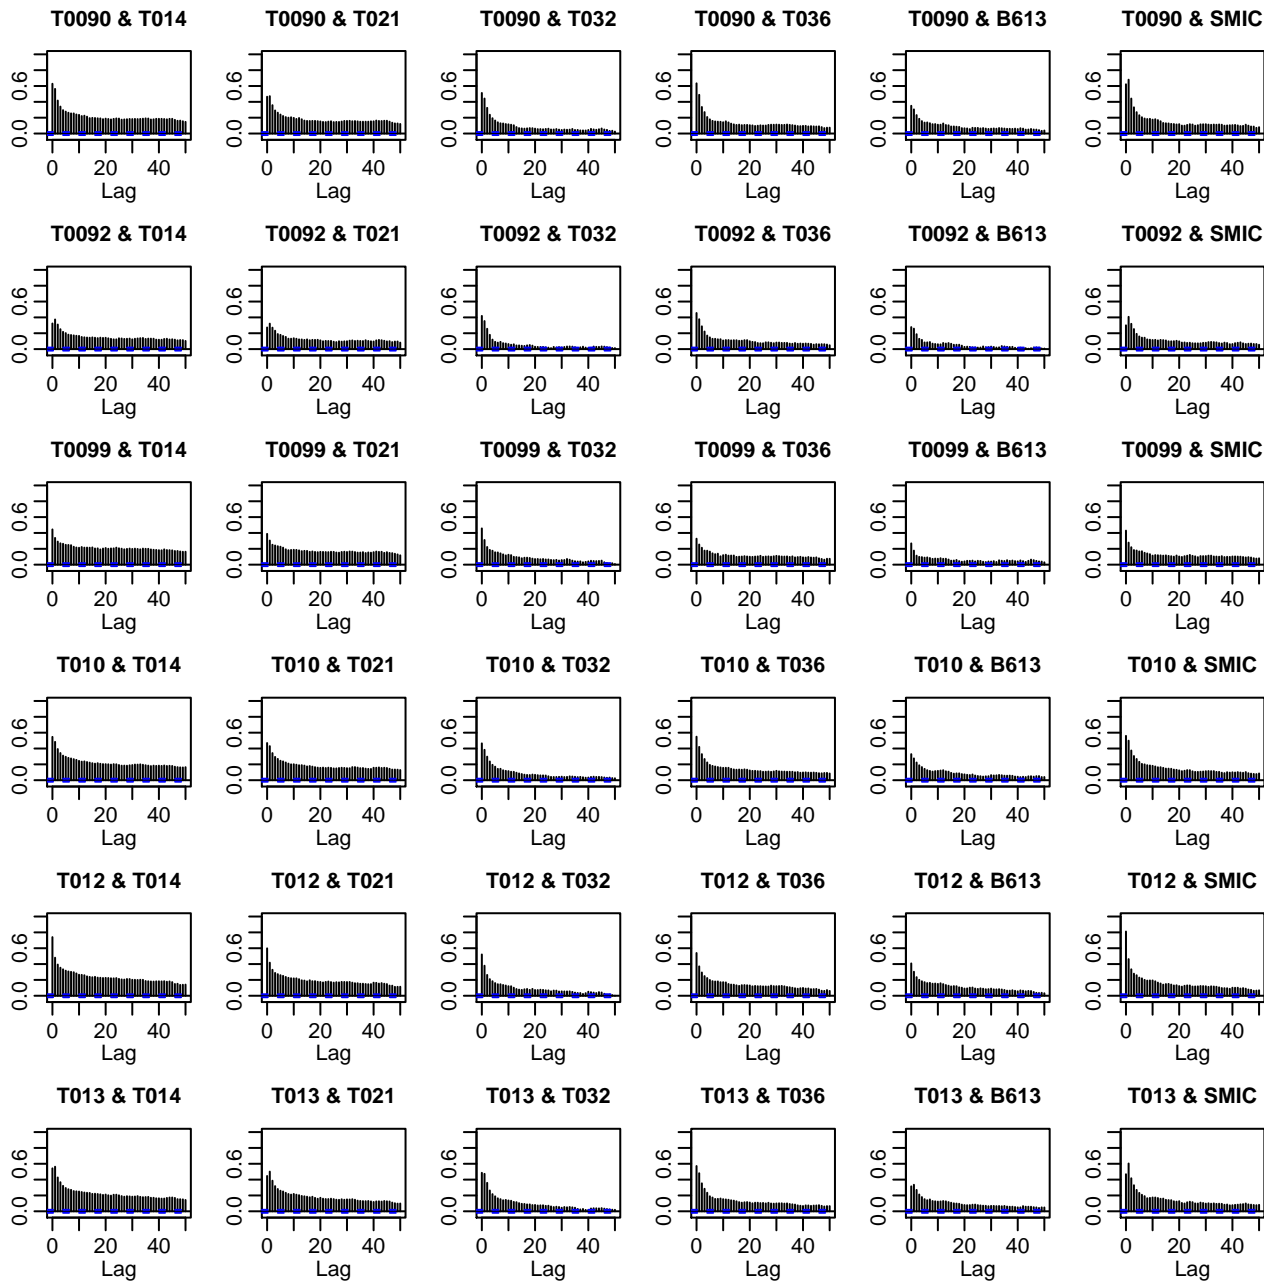 T0090 & T014 T0090 & T021 T0090 & T032 T0090 & T036 T0090 & B613 T0090 & SMIC
0.0 0.6 0.0 0.6 0.0 0.6 0.0 0.6 0.0 0.6 0.0 0.6
0 20 40 0 20 40 0 20 40 0 20 40 0 20 40 0 20 40
Lag Lag Lag Lag Lag Lag
T0092 & T014 T0092 & T021 T0092 & T032 T0092 & T036 T0092 & B613 T0092 & SMIC
0.0 0.6 0.0 0.6 0.0 0.6 0.0 0.6 0.0 0.6 0.0 0.6
0 20 40 0 20 40 0 20 40 0 20 40 0 20 40 0 20 40
Lag Lag Lag Lag Lag Lag
T0099 & T014 T0099 & T021 T0099 & T032 T0099 & T036 T0099 & B613 T0099 & SMIC
0.0 0.6 0.0 0.6 0.0 0.6 0.0 0.6 0.0 0.6 0.0 0.6
0 20 40 0 20 40 0 20 40 0 20 40 0 20 40 0 20 40
Lag Lag Lag Lag Lag Lag
T010 & T014 T010 & T021 T010 & T032 T010 & T036 T010 & B613 T010 & SMIC
0.0 0.6 0.0 0.6 0.0 0.6 0.0 0.6 0.0 0.6 0.0 0.6
0 20 40 0 20 40 0 20 40 0 20 40 0 20 40 0 20 40
Lag Lag Lag Lag Lag Lag
T012 & T014 T012 & T021 T012 & T032 T012 & T036 T012 & B613 T012 & SMIC
0.0 0.6 0.0 0.6 0.0 0.6 0.0 0.6 0.0 0.6 0.0 0.6
0 20 40 0 20 40 0 20 40 0 20 40 0 20 40 0 20 40
Lag Lag Lag Lag Lag Lag
T013 & T014 T013 & T021 T013 & T032 T013 & T036 T013 & B613 T013 & SMIC
0.0 0.6 0.0 0.6 0.0 0.6 0.0 0.6 0.0 0.6 0.0 0.6
0 20 40 0 20 40 0 20 40 0 20 40 0 20 40 0 20 40
Lag Lag Lag Lag Lag Lag